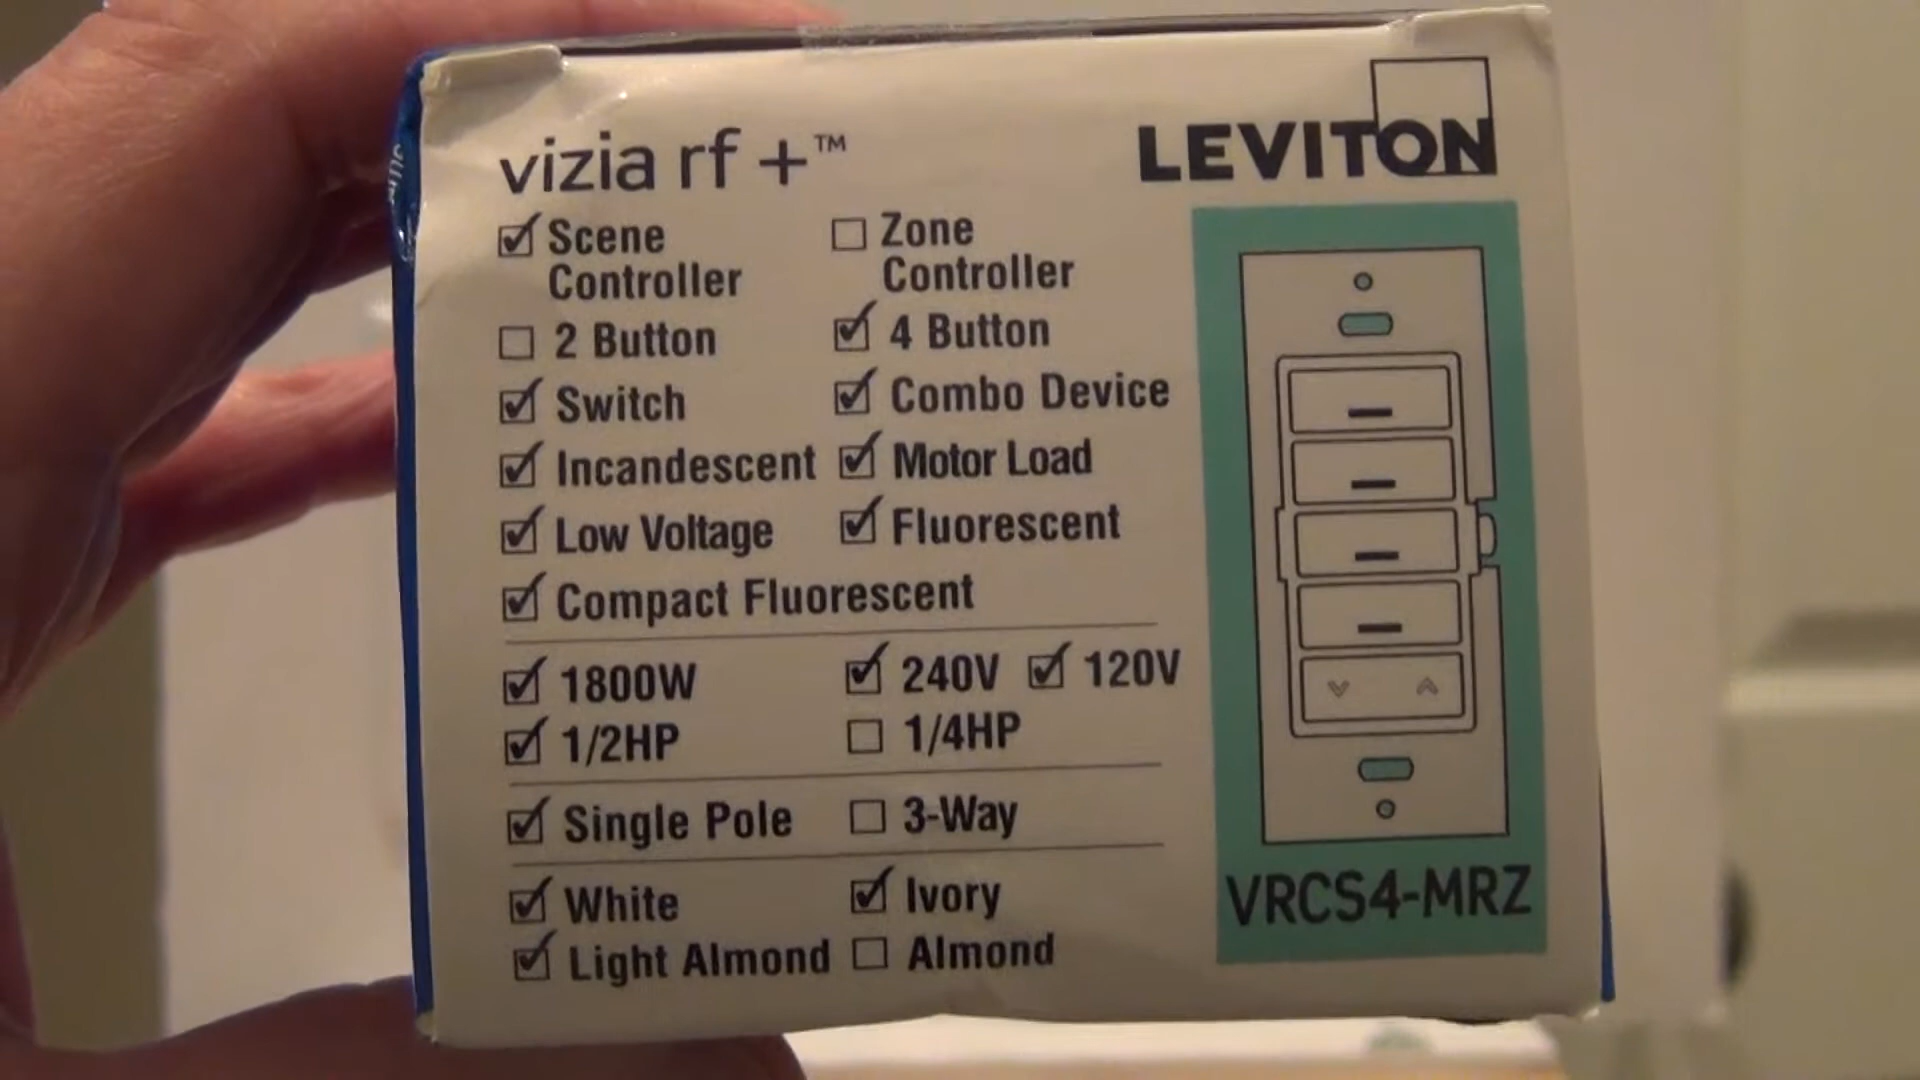 vizia rf +™
LEVITON
Scene Controller
Zone Controller
2 Button
4 Button
Switch
Combo Device
Incandescent
Motor Load
Low Voltage
Fluorescent
Compact Fluorescent
1800W
240V
120V
1/2HP
1/4HP
Single Pole
3-Way
White
Ivory
Light Almond
Almond
VRCS4-MRZ